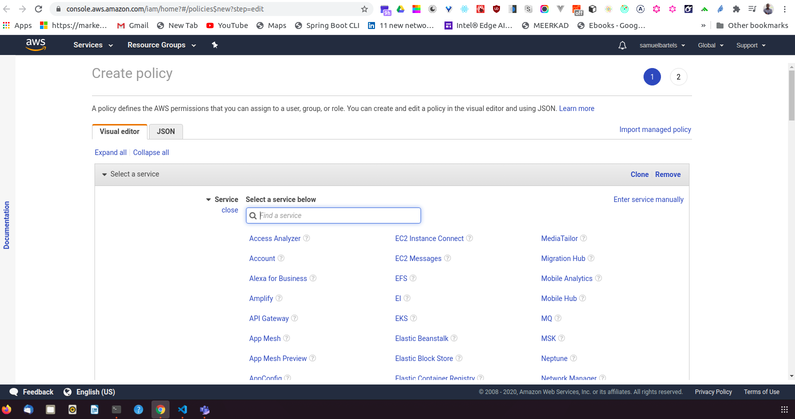 console.aws.amazon.com/iam/home?#/policies$new?step=edit
Apps https://marke... Gmail New Tab YouTube Maps Spring Boot CLI 11 new netwo... Intel® Edge AI... MEERKAD Ebooks - Goog... » Other bookmarks
aws Services Resource Groups samuelbartels Global Support
Create policy 1 2
A policy defines the AWS permissions that you can assign to a user, group, or role. You can create and edit a policy in the visual editor and using JSON. Learn more
Visual editor JSON Import managed policy
Expand all Collapse all
Select a service Clone Remove
Service Select a service below Enter service manually
close Find a service
Access Analyzer EC2 Instance Connect MediaTailor
Account EC2 Messages Migration Hub
Alexa for Business EFS Mobile Analytics
Amplify EI Mobile Hub
API Gateway EKS MQ
App Mesh Elastic Beanstalk MSK
App Mesh Preview Elastic Block Store Neptune
AppConfig Elastic Container Registry Network Manager
Documentation
Feedback English (US) © 2008 - 2020, Amazon Web Services, Inc. or its affiliates. All rights reserved. Privacy Policy Terms of Use